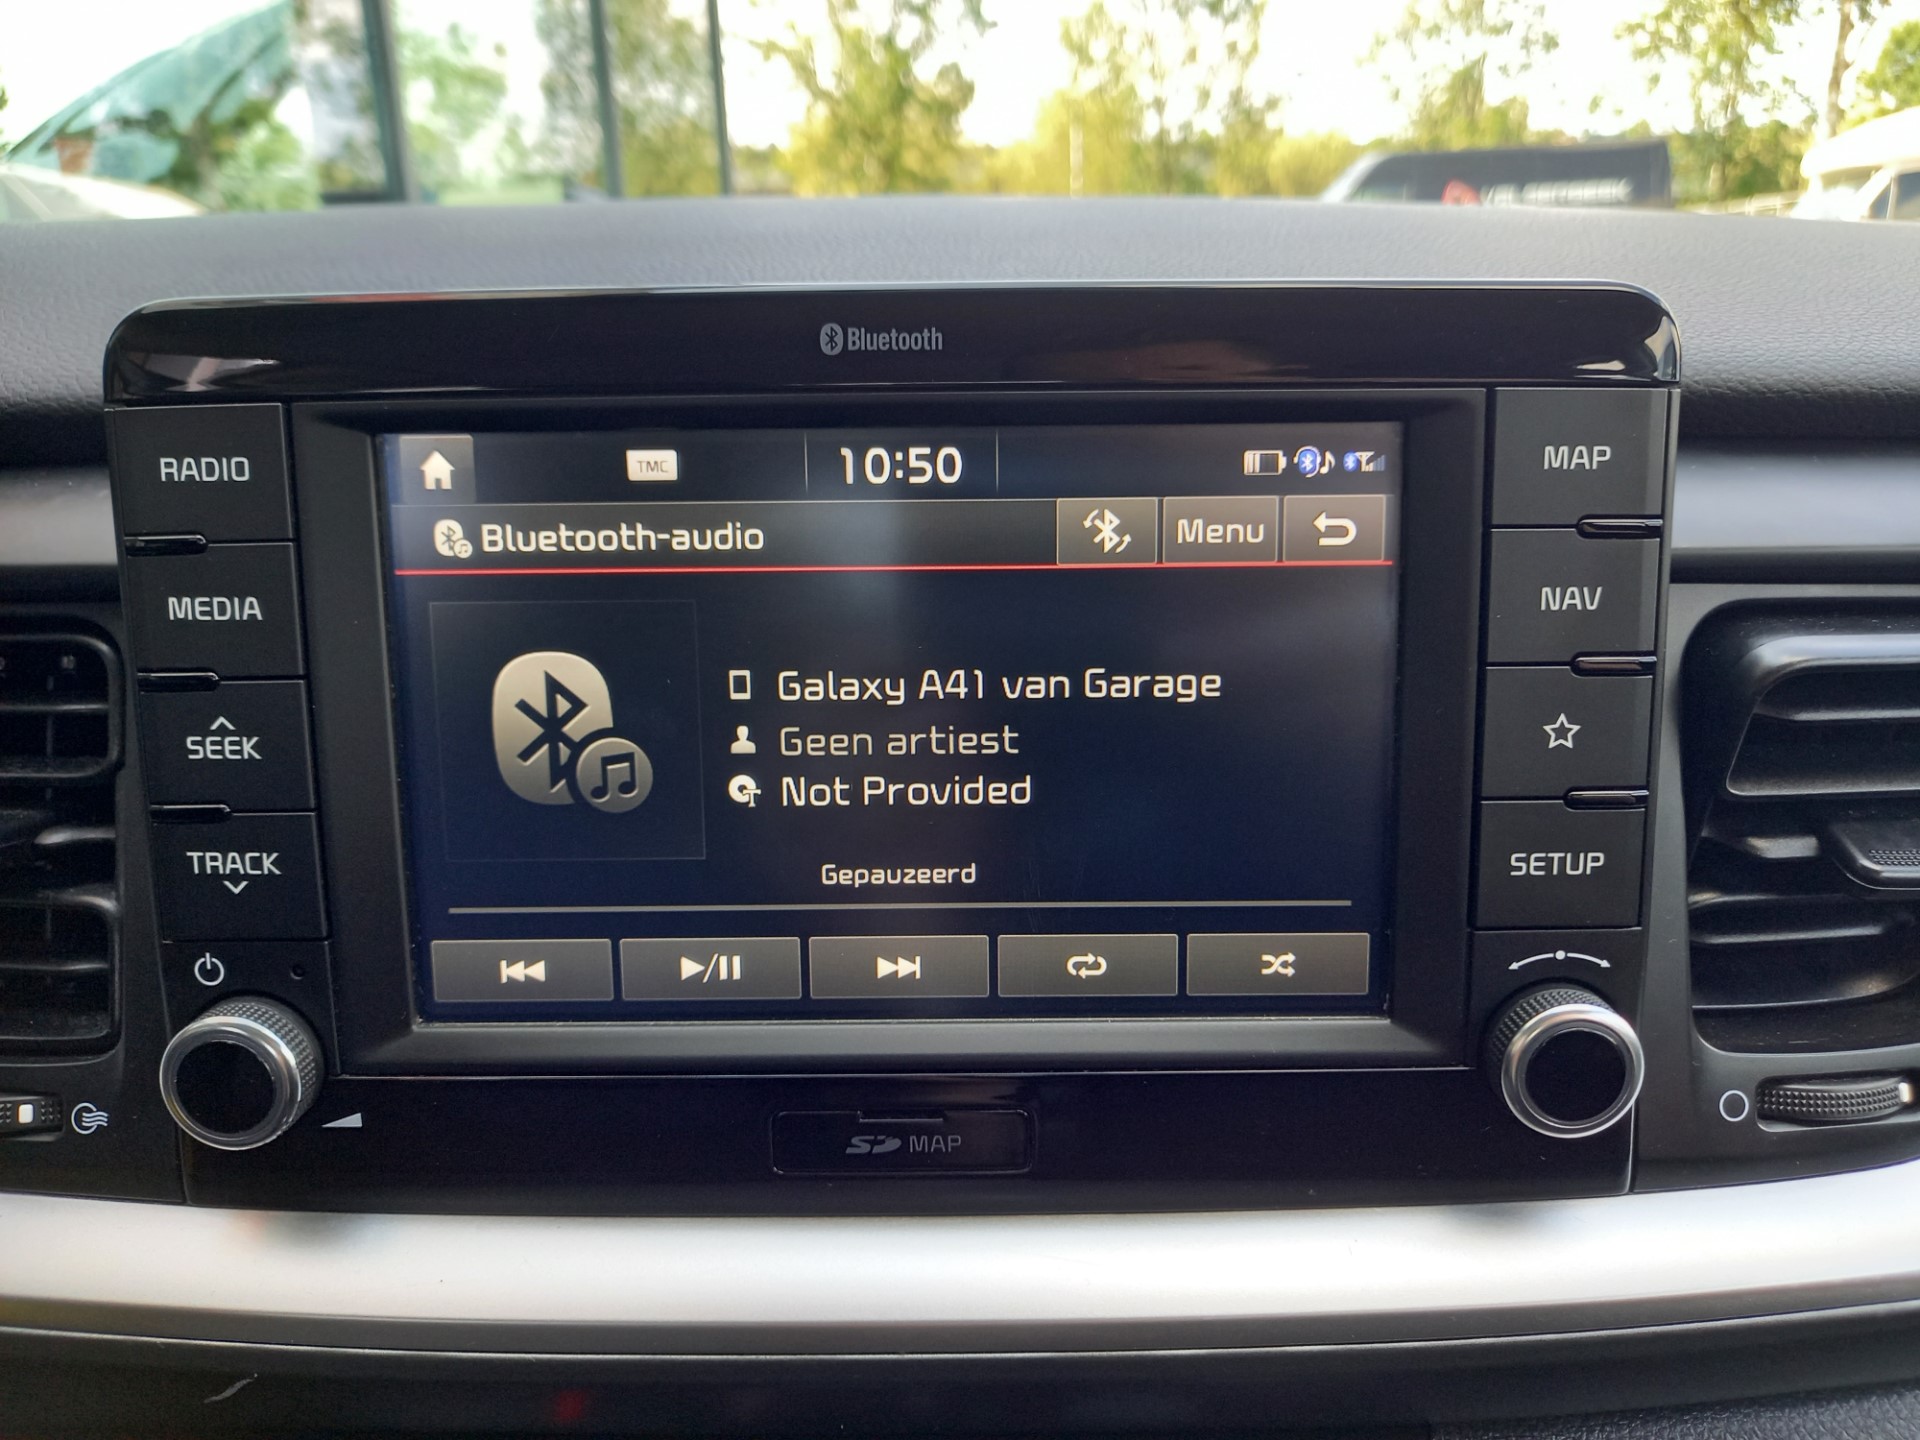 Bluetooth
RADIO
MEDIA
SEEK
TRACK
TMC
10:50
Bluetooth-audio
Menu
Galaxy A41 van Garage
Geen artiest
Not Provided
Gepauzeerd
MAP
NAV
SETUP
SD MAP